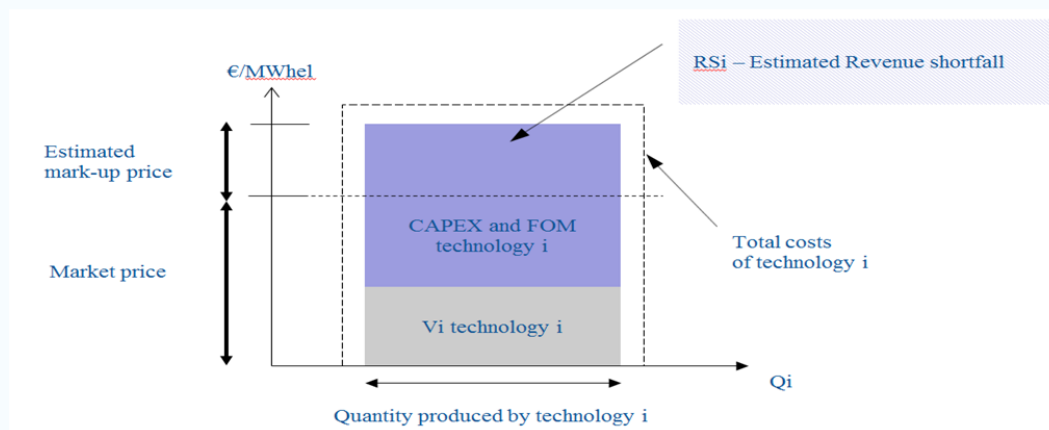 €/MWhel
RSi – Estimated Revenue shortfall
Estimated
mark-up price
CAPEX and FOM
technology i
Total costs
of technology i
Market price
Vi technology i
Qi
Quantity produced by technology i